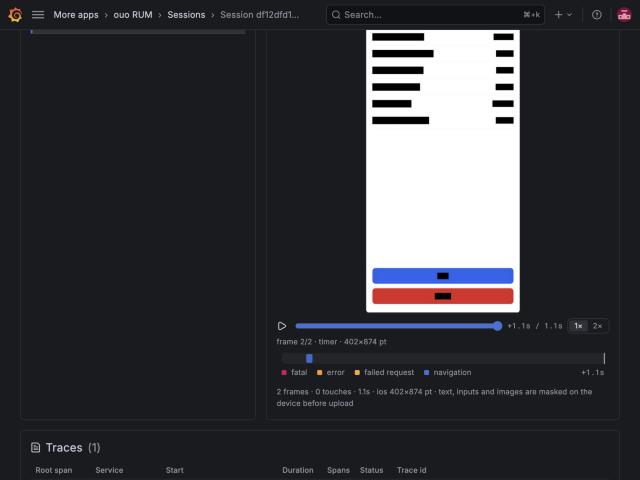 More apps › ouo RUM › Sessions › Session df12dfd1...
Search...
⌘+k
+1.1s / 1.1s 1× 2×
frame 2/2 · timer · 402×874 pt
fatal error failed request navigation +1.1s
2 frames · 0 touches · 1.1s · ios 402×874 pt · text, inputs and images are masked on the
device before upload
Traces (1)
Root span Service Start Duration Spans Status Trace id